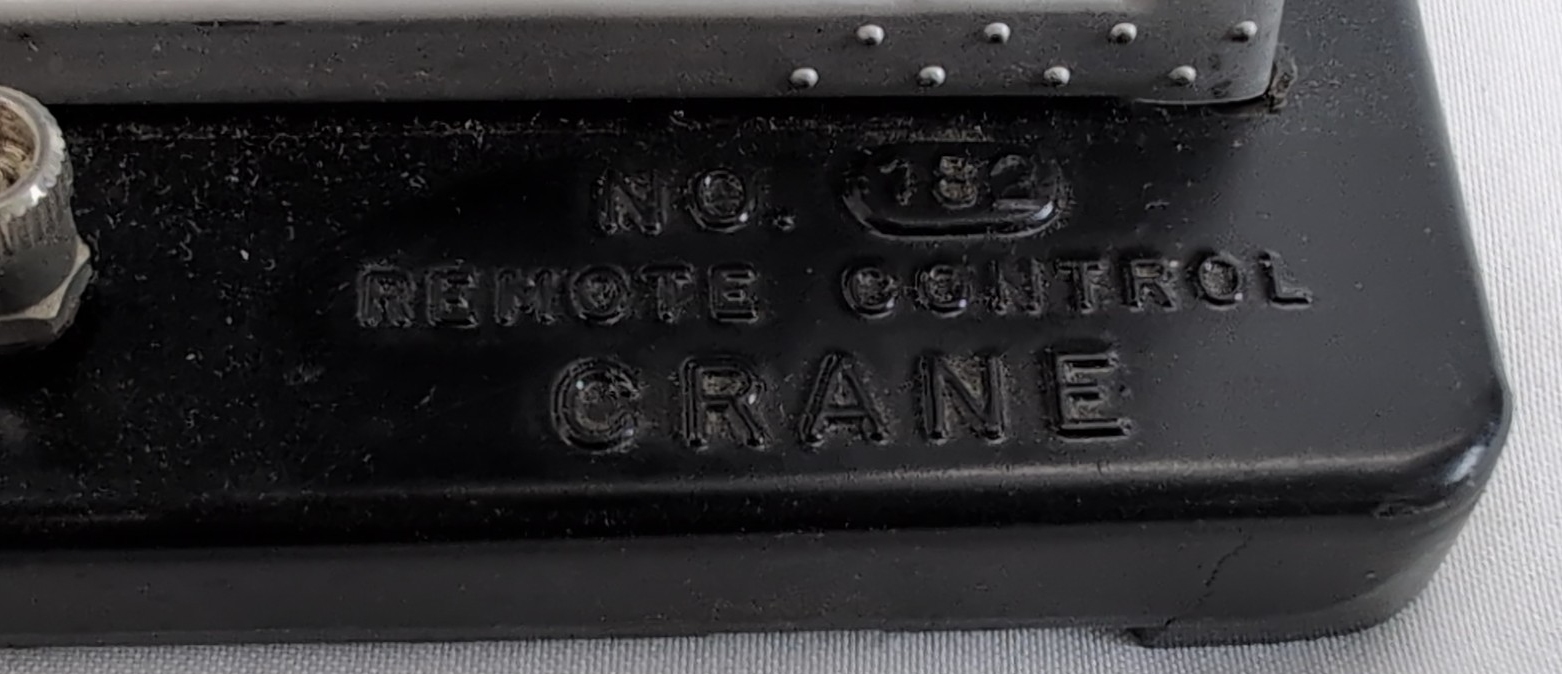 NO. 182
REMOTE CONTROL
CRANE